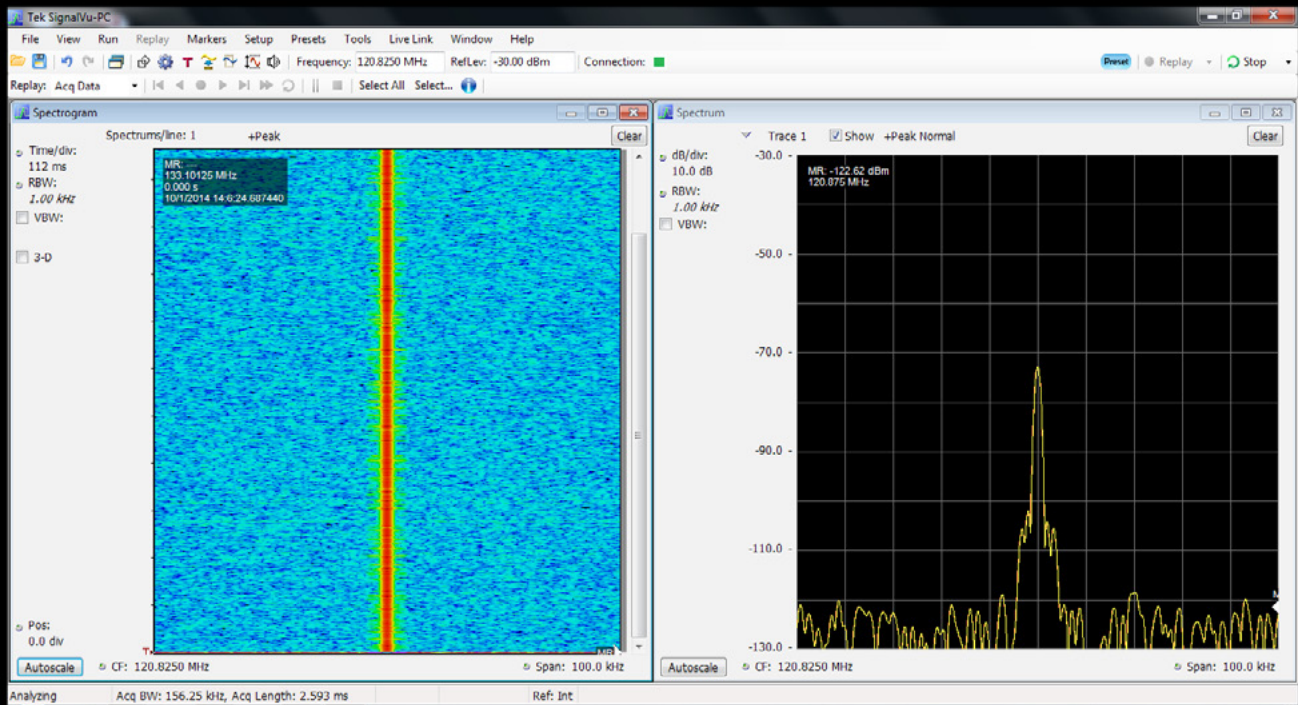 Tek SignalVu-PC
File View Run Replay Markers Setup Presets Tools Live Link Window Help
T Frequency: 120.8250 MHz RefLev: -30.00 dBm Connection: Preset Replay Stop
Replay: Acq Data Select All Select...
Spectrogram
Spectrums/line: 1 +Peak Clear
Time/div:
112 ms
RBW:
1.00 kHz
VBW:
3-D
MR: ---
133.10125 MHz
0.000 s
10/1/2014 14:6:24.687440
Pos:
0.0 div
T
MR
Autoscale CF: 120.8250 MHz Span: 100.0 kHz
Spectrum
Trace 1 Show +Peak Normal Clear
dB/div:
10.0 dB
RBW:
1.00 kHz
VBW:
-30.0
MR: -122.62 dBm
120.875 MHz
-50.0
-70.0
-90.0
-110.0
-130.0
Autoscale CF: 120.8250 MHz Span: 100.0 kHz
Analyzing Acq BW: 156.25 kHz, Acq Length: 2.593 ms Ref: Int